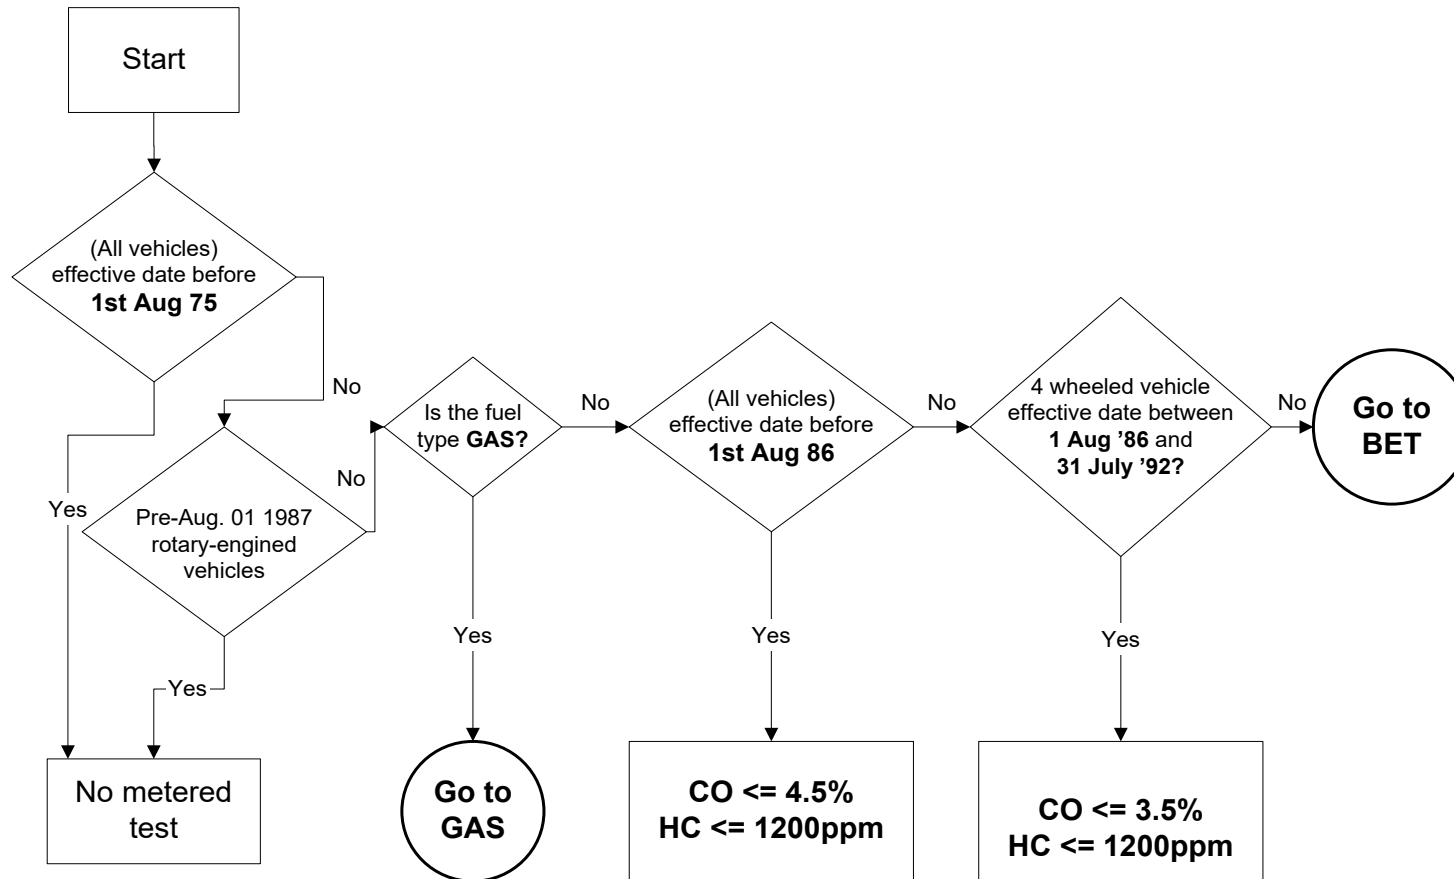 Start
(All vehicles)
effective date before
1st Aug 75
No
Yes
Pre-Aug. 01 1987
rotary-engined
vehicles
No
Yes
No metered
test
Is the fuel
type GAS?
No
Yes
Go to
GAS
(All vehicles)
effective date before
1st Aug 86
No
Yes
CO <= 4.5%
HC <= 1200ppm
4 wheeled vehicle
effective date between
1 Aug ’86 and
31 July ’92?
No
Yes
CO <= 3.5%
HC <= 1200ppm
Go to
BET